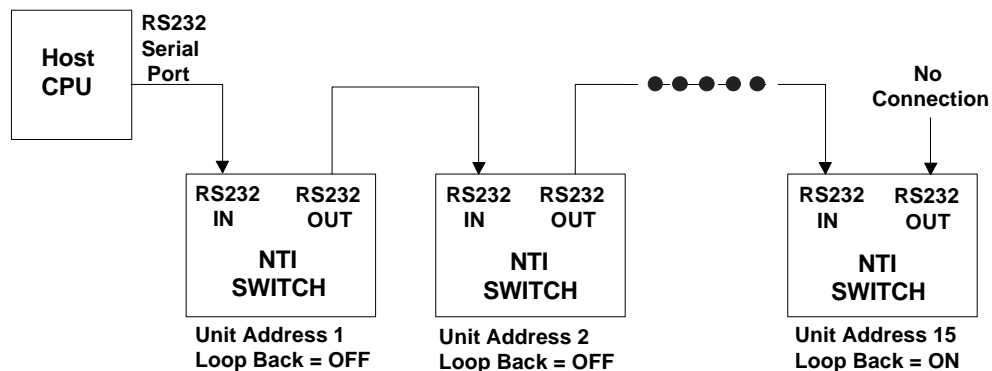 Host
CPU
RS232
Serial
Port
No
Connection
RS232
IN
RS232
OUT
NTI
SWITCH
Unit Address 1
Loop Back = OFF
RS232
IN
RS232
OUT
NTI
SWITCH
Unit Address 2
Loop Back = OFF
RS232
IN
RS232
OUT
NTI
SWITCH
Unit Address 15
Loop Back = ON